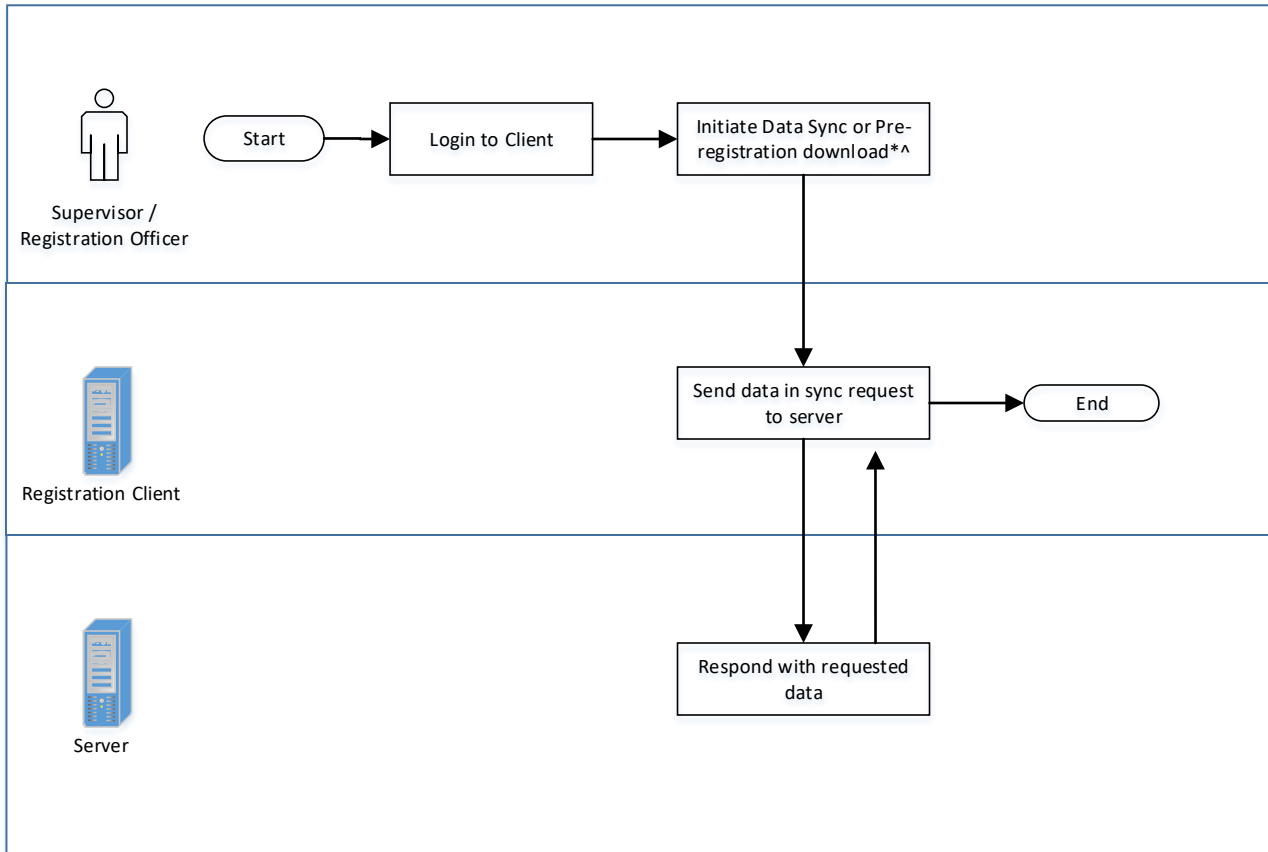 Start
Login to Client
Initiate Data Sync or Pre-
registration download*^
Supervisor /
Registration Officer
Send data in sync request
to server
End
Registration Client
Respond with requested
data
Server